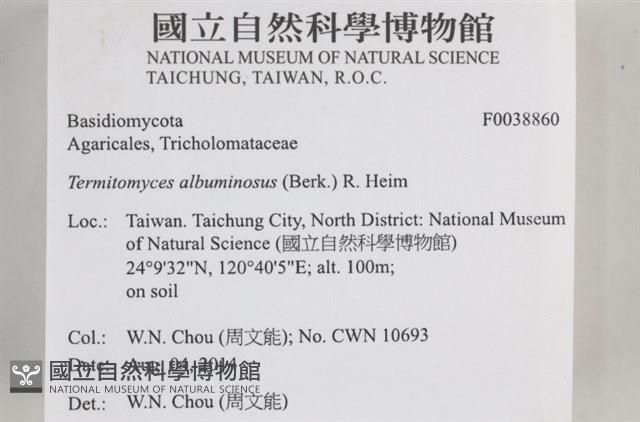 國立自然科學博物館
NATIONAL MUSEUM OF NATURAL SCIENCE
TAICHUNG, TAIWAN, R.O.C.
Basidiomycota F0038860
Agaricales, Tricholomataceae
Termitomyces albuminosus (Berk.) R. Heim
Loc.: Taiwan. Taichung City, North District: National Museum
of Natural Science (國立自然科學博物館)
24°9'32"N, 120°40'5"E; alt. 100m;
on soil
Col.: W.N. Chou (周文能); No. CWN 10693
Date: Aug. 04, 2014
國立自然科學博物館
NATIONAL MUSEUM OF NATURAL SCIENCE
Det.: W.N. Chou (周文能)